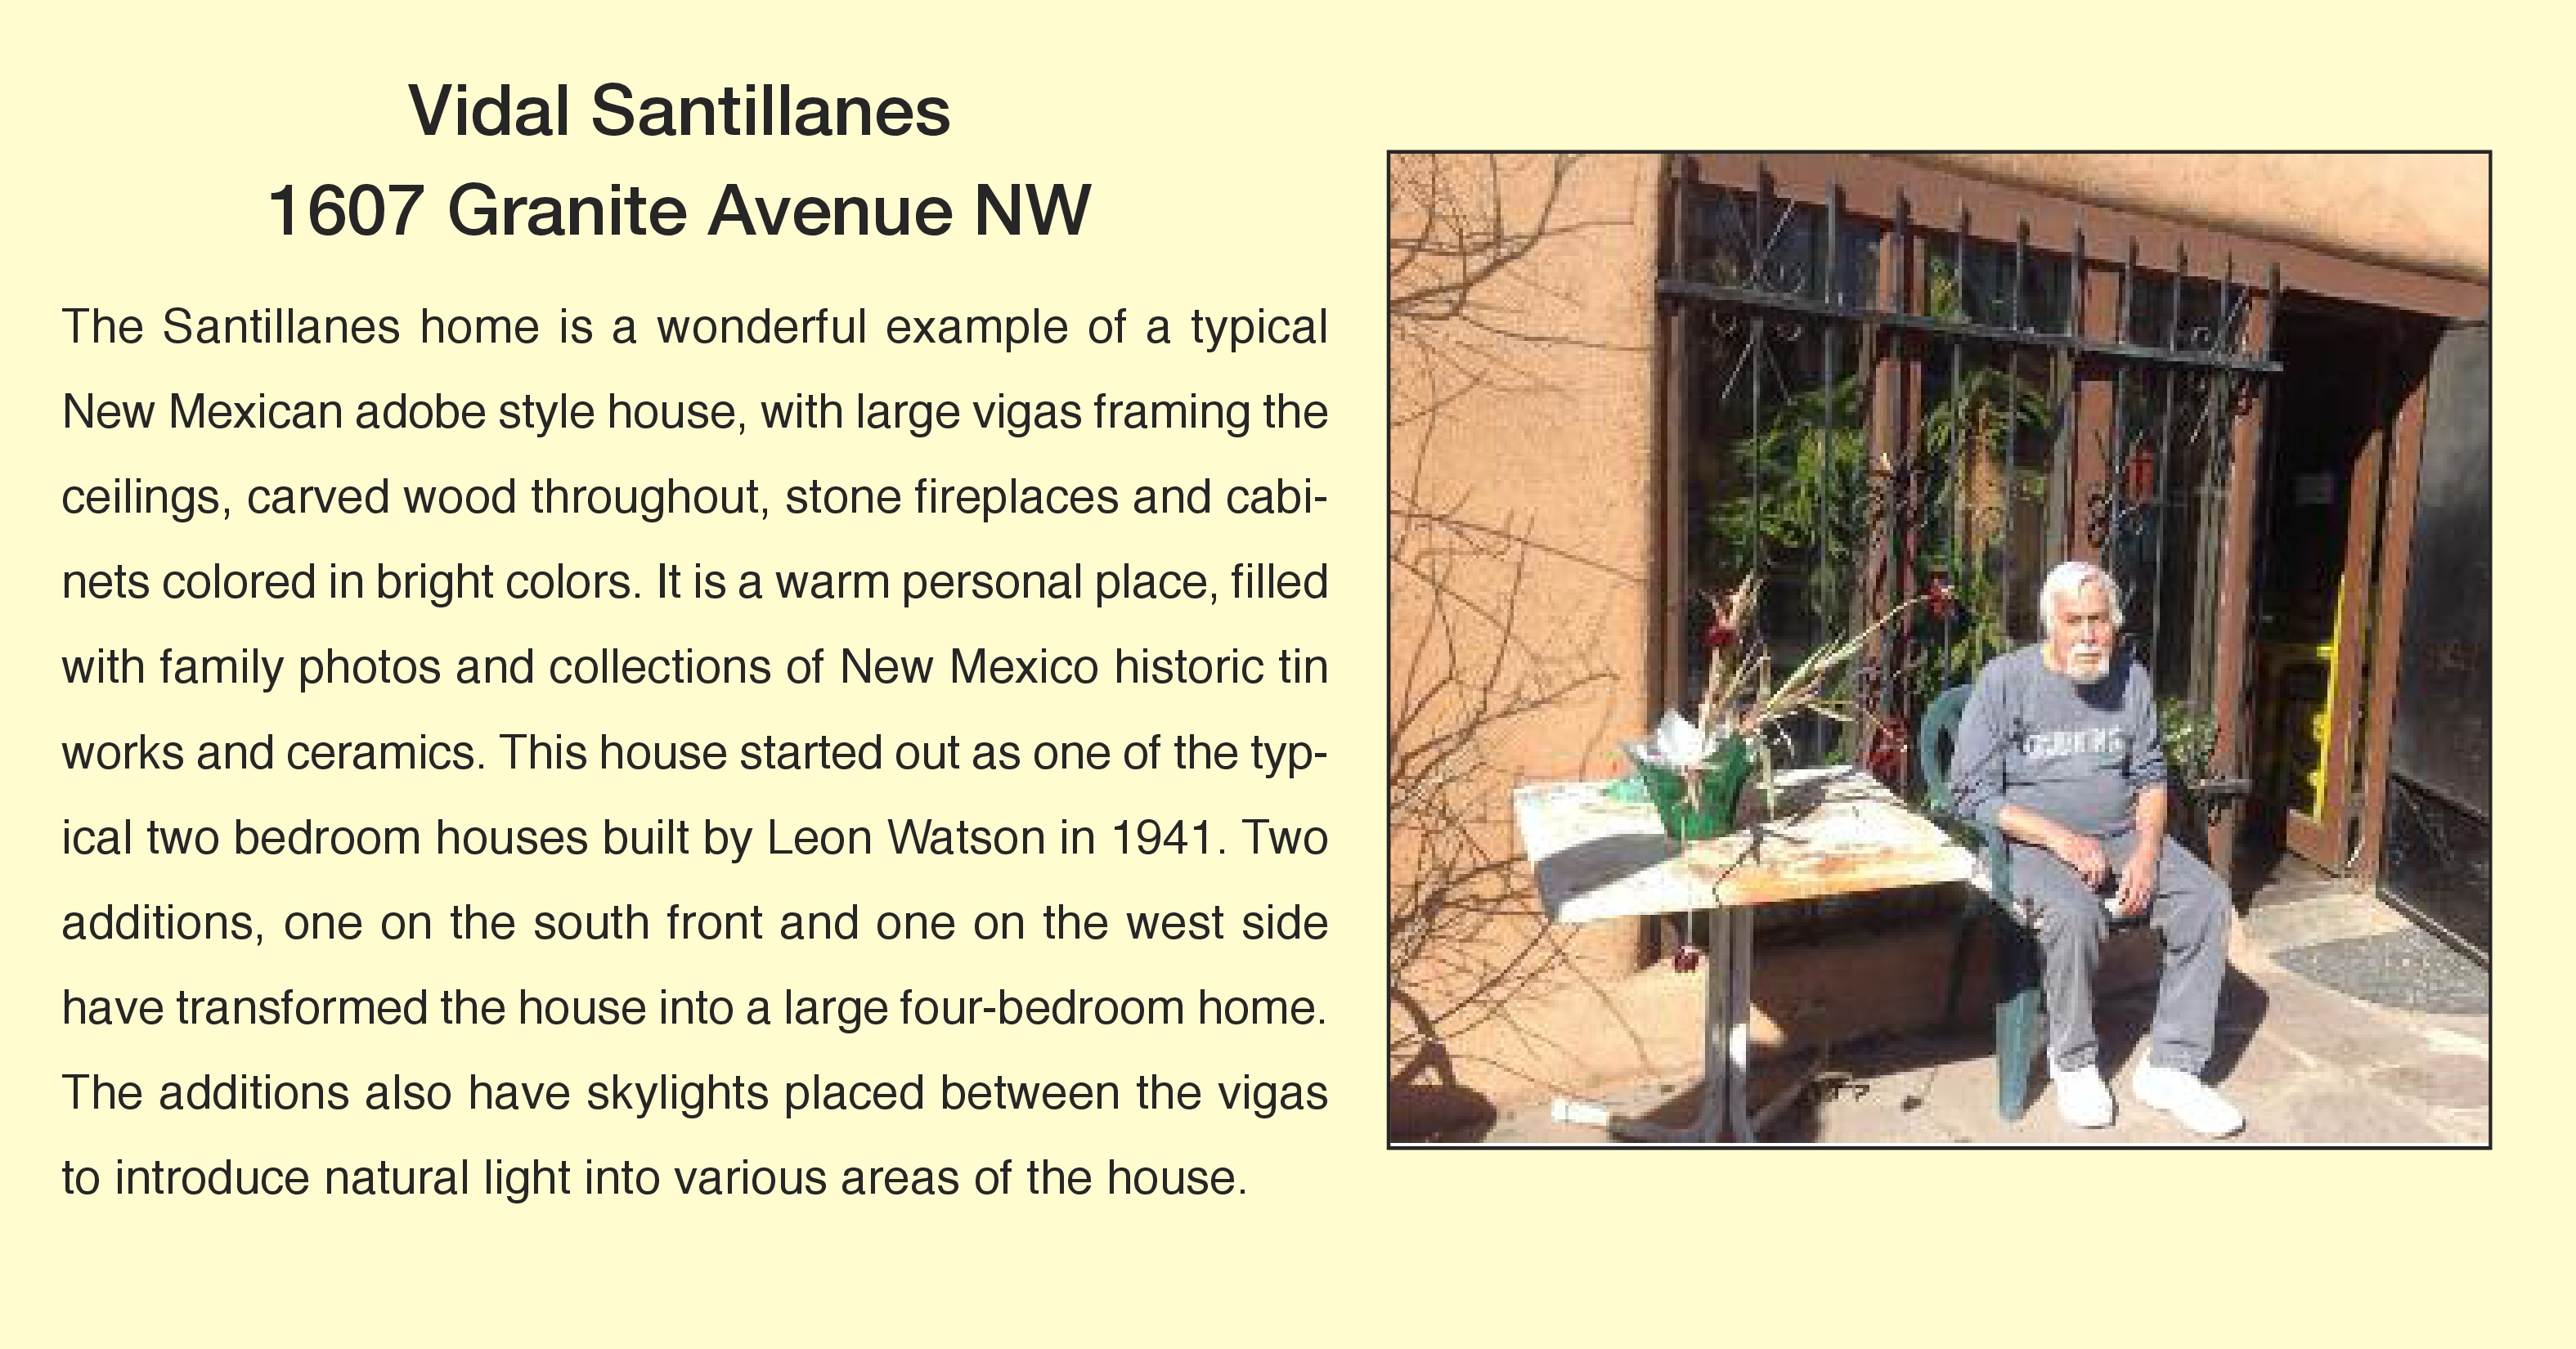 Vidal Santillanes
1607 Granite Avenue NW
The Santillanes home is a wonderful example of a typical
New Mexican adobe style house, with large vigas framing the
ceilings, carved wood throughout, stone fireplaces and cabi-
nets colored in bright colors. It is a warm personal place, filled
with family photos and collections of New Mexico historic tin
works and ceramics. This house started out as one of the typ-
ical two bedroom houses built by Leon Watson in 1941. Two
additions, one on the south front and one on the west side
have transformed the house into a large four-bedroom home.
The additions also have skylights placed between the vigas
to introduce natural light into various areas of the house.